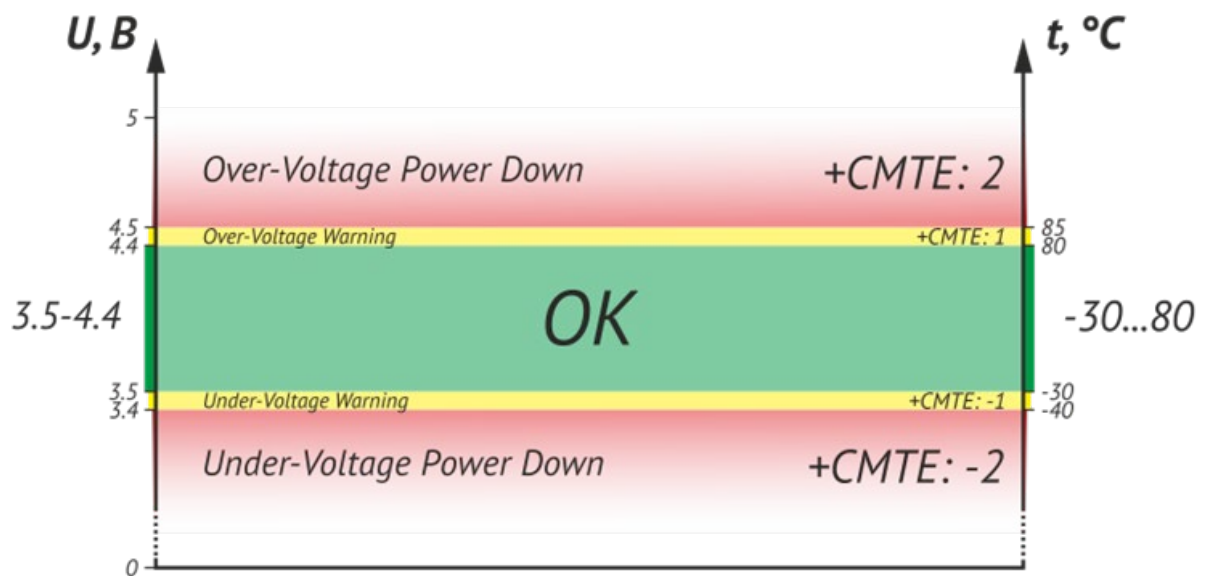 U, B
t, °C
5
Over-Voltage Power Down
+CMTE: 2
4.5
Over-Voltage Warning
+CMTE: 1
85
4.4
80
3.5-4.4
OK
-30...80
3.5
Under-Voltage Warning
+CMTE: -1
-30
3.4
-40
Under-Voltage Power Down
+CMTE: -2
0